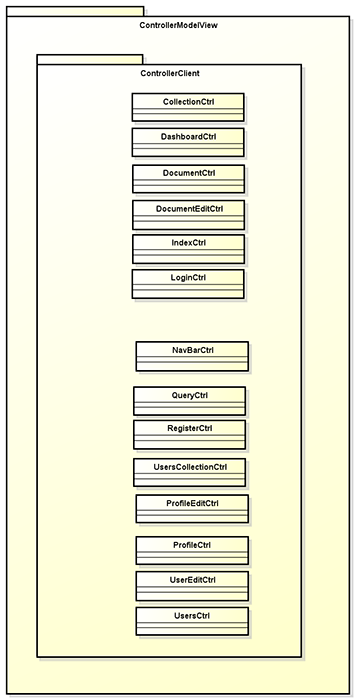 ControllerModelView
ControllerClient
CollectionCtrl
DashboardCtrl
DocumentCtrl
DocumentEditCtrl
IndexCtrl
LoginCtrl
NavBarCtrl
QueryCtrl
RegisterCtrl
UsersCollectionCtrl
ProfileEditCtrl
ProfileCtrl
UserEditCtrl
UsersCtrl